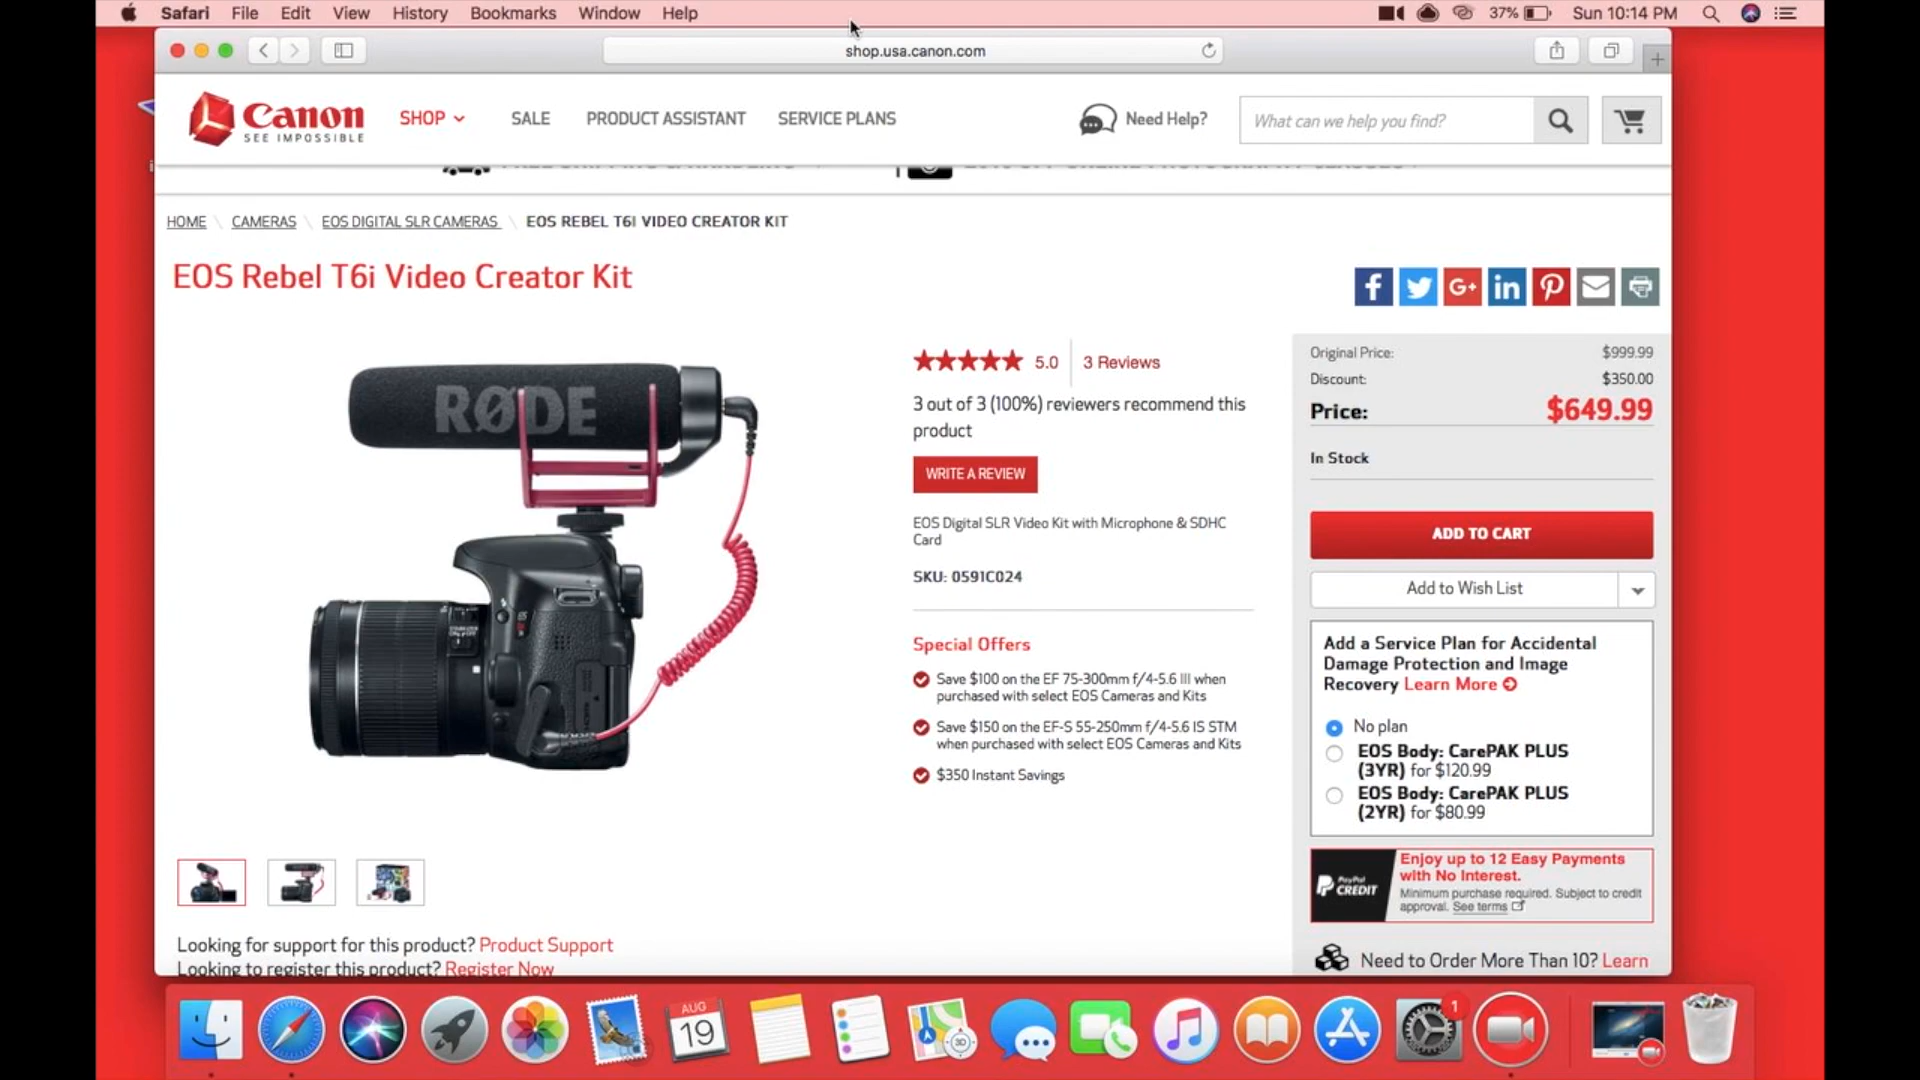 Safari File Edit View History Bookmarks Window Help 37% Sun 10:14 PM
shop.usa.canon.com
Canon
SEE IMPOSSIBLE
SHOP SALE PRODUCT ASSISTANT SERVICE PLANS Need Help? What can we help you find?
HOME CAMERAS EOS DIGITAL SLR CAMERAS EOS REBEL T6I VIDEO CREATOR KIT
EOS Rebel T6i Video Creator Kit
RØDE
5.0 3 Reviews
3 out of 3 (100%) reviewers recommend this
product
WRITE A REVIEW
EOS Digital SLR Video Kit with Microphone & SDHC
Card
SKU: 0591C024
Special Offers
Save $100 on the EF 75-300mm f/4-5.6 III when
purchased with select EOS Cameras and Kits
Save $150 on the EF-S 55-250mm f/4-5.6 IS STM
when purchased with select EOS Cameras and Kits
$350 Instant Savings
Original Price: $999.99
Discount: $350.00
Price: $649.99
In Stock
ADD TO CART
Add to Wish List
Add a Service Plan for Accidental
Damage Protection and Image
Recovery Learn More
No plan
EOS Body: CarePAK PLUS
(3YR) for $120.99
EOS Body: CarePAK PLUS
(2YR) for $80.99
PayPal
CREDIT
Enjoy up to 12 Easy Payments
with No Interest.
Minimum purchase required. Subject to credit
approval. See terms
Need to Order More Than 10? Learn
Looking for support for this product? Product Support
Looking to register this product? Register Now
AUG
19
3D
1